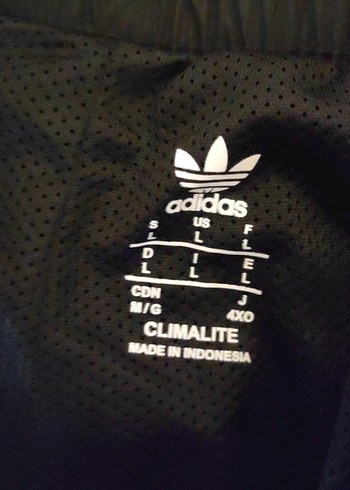 adidas
S US F
L L L
D I E
L L L
CDN J
M/G 4XO
CLIMALITE
MADE IN INDONESIA